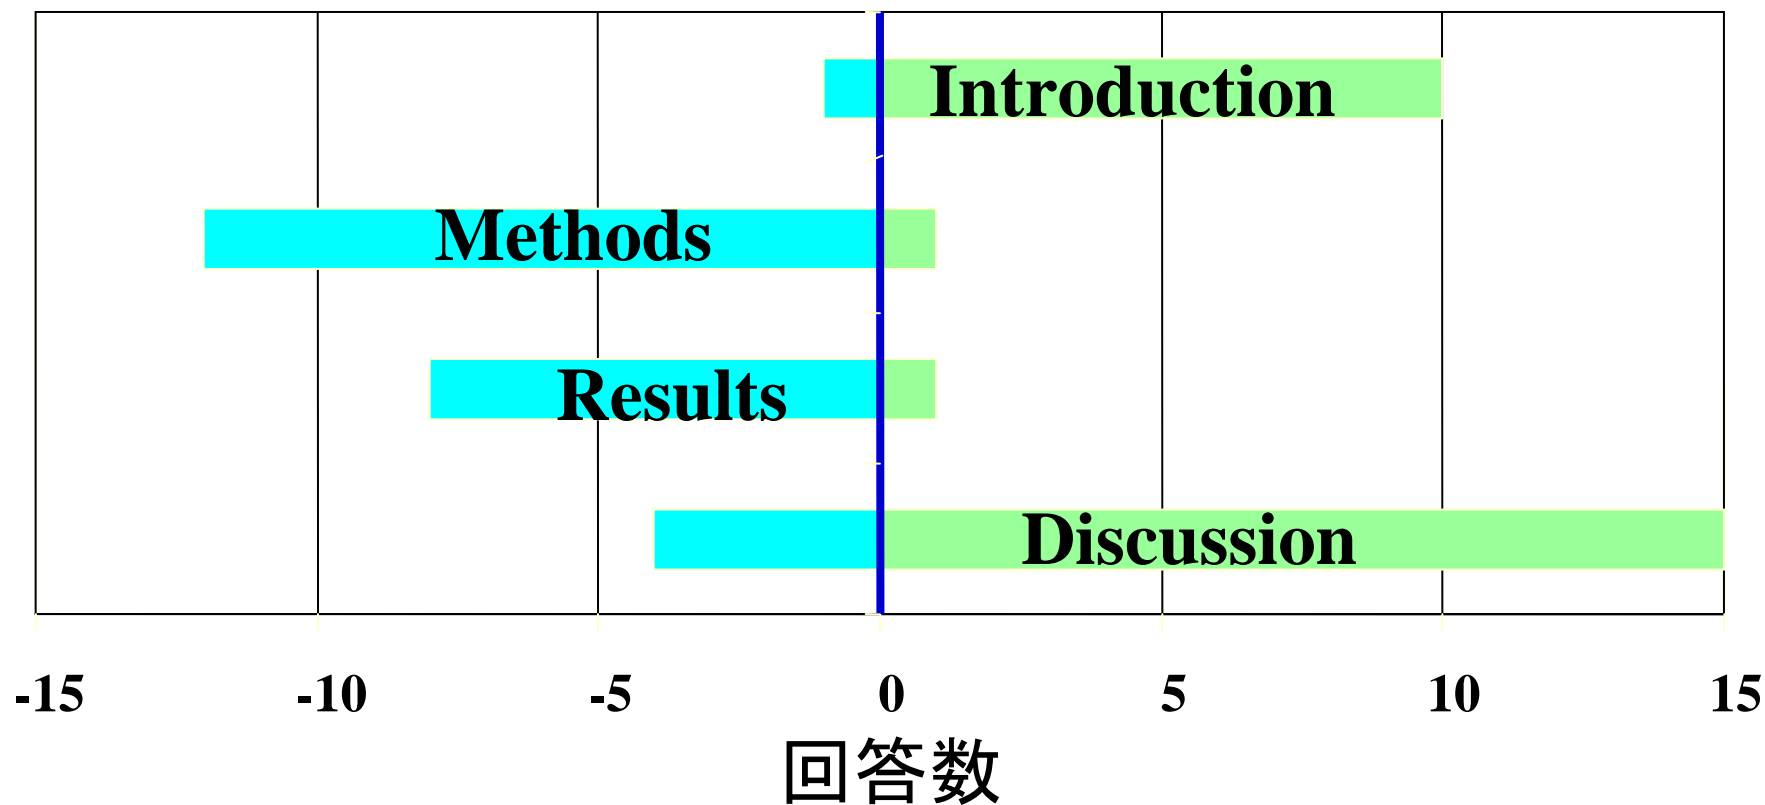 Introduction
Methods
Results
Discussion
-15 -10 -5 0 5 10 15
回答数